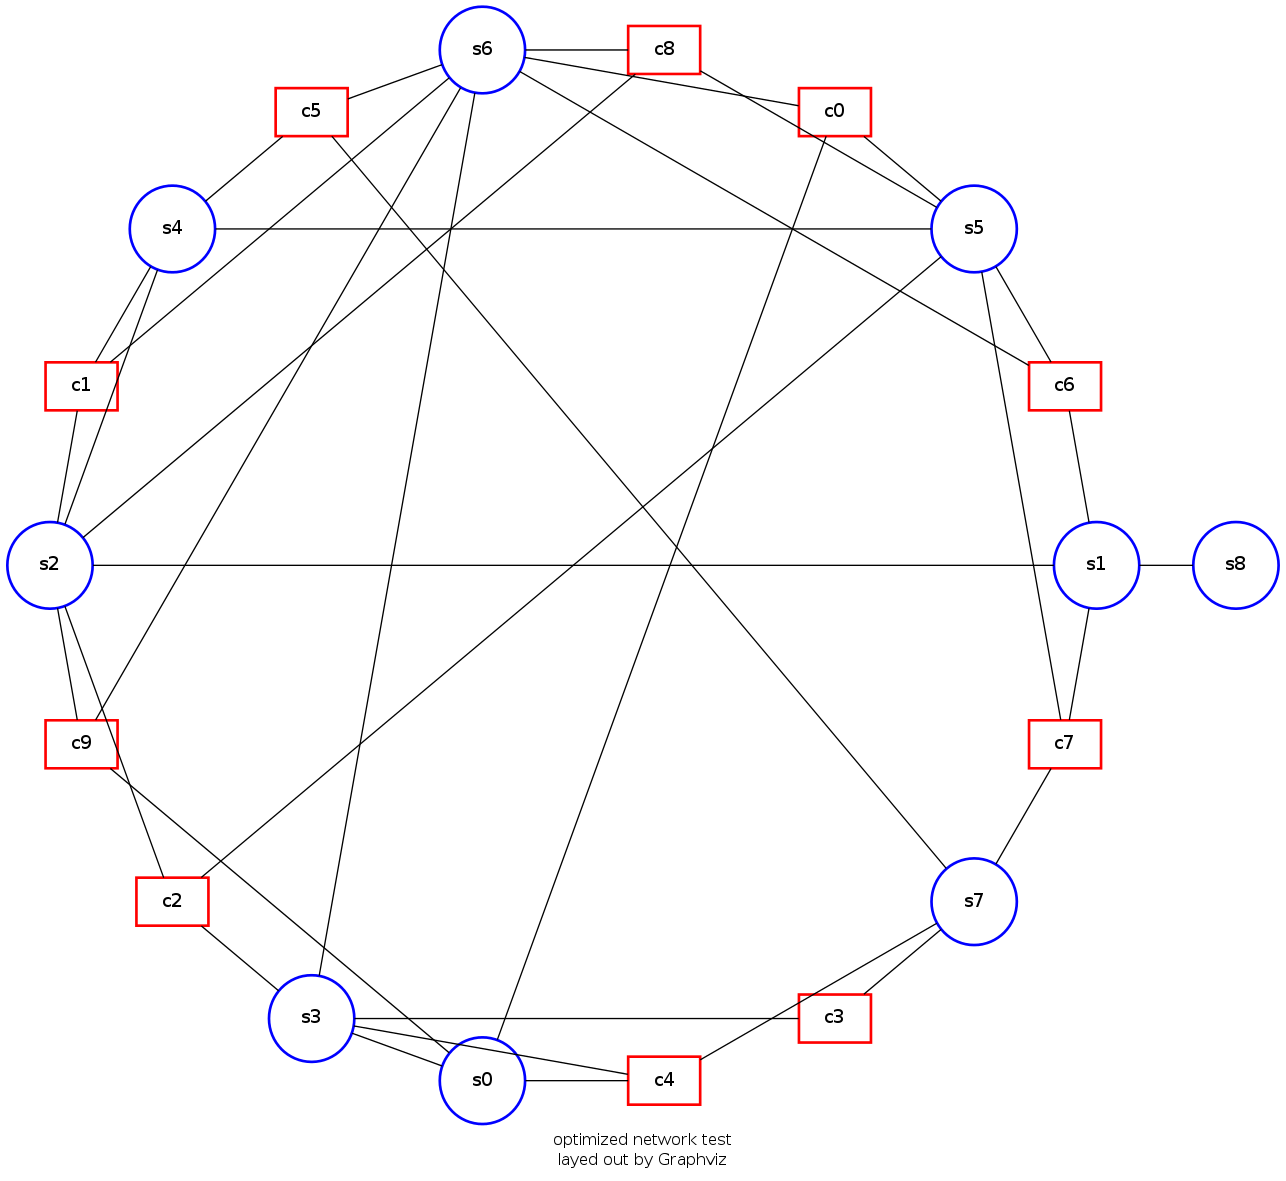 s6
c8
c5
c0
s4
s5
c1
c6
s2
s1
s8
c9
c7
c2
s7
s3
c3
s0
c4
optimized network test
layed out by Graphviz